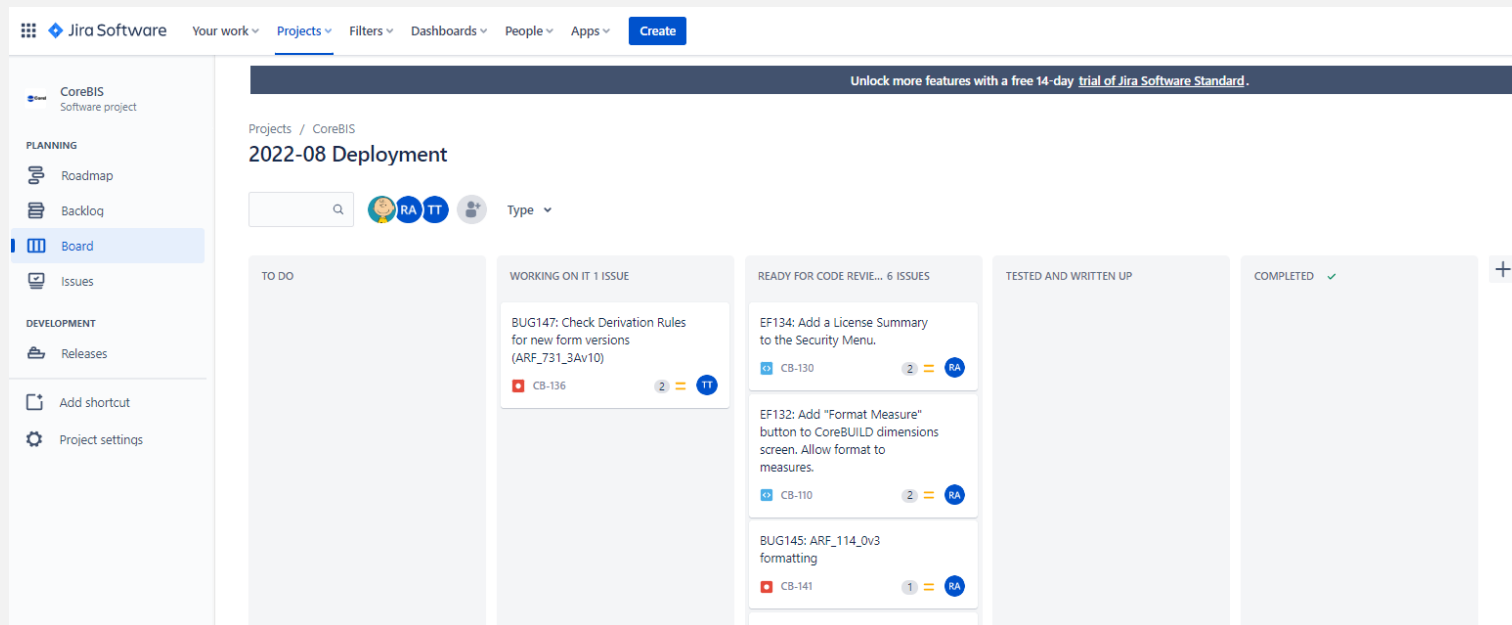 Jira Software Your work Projects Filters Dashboards People Apps Create
Unlock more features with a free 14-day trial of Jira Software Standard.
CoreBIS
Software project
PLANNING
Roadmap
Backlog
Board
Issues
DEVELOPMENT
Releases
Add shortcut
Project settings
Projects / CoreBIS
2022-08 Deployment
RA TT Type
TO DO
WORKING ON IT 1 ISSUE
BUG147: Check Derivation Rules
for new form versions
(ARF_731_3Av10)
CB-136 2 TT
READY FOR CODE REVIE... 6 ISSUES
EF134: Add a License Summary
to the Security Menu.
CB-130 2 RA
EF132: Add "Format Measure"
button to CoreBUILD dimensions
screen. Allow format to
measures.
CB-110 2 RA
BUG145: ARF_114_0v3
formatting
CB-141 1 RA
TESTED AND WRITTEN UP
COMPLETED